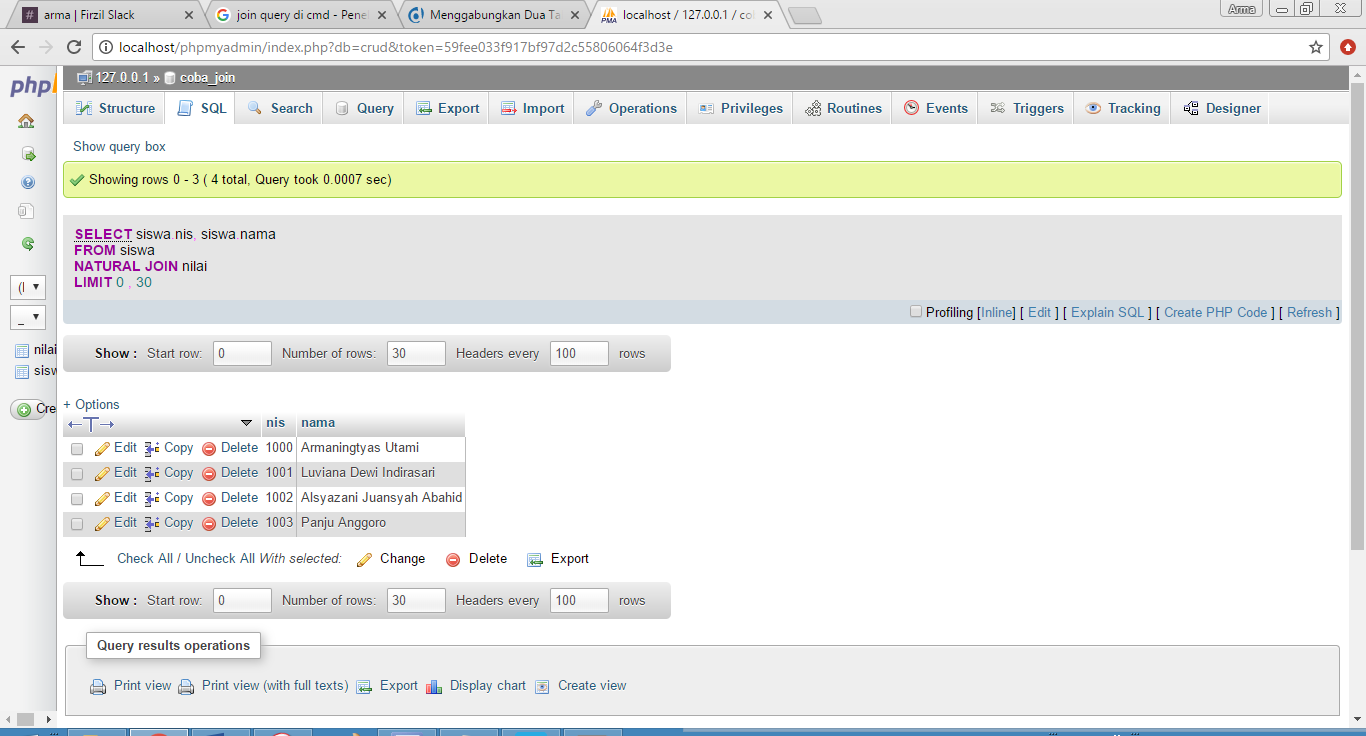 arma | Firzil Slack
join query di cmd - Pene
Menggabungkan Dua Ta
localhost / 127.0.0.1 / co
Arma
localhost/phpmyadmin/index.php?db=crud&token=59fee033f917bf97d2c55806064f3d3e
php
127.0.0.1 » coba_join
Structure SQL Search Query Export Import Operations Privileges Routines Events Triggers Tracking Designer
Show query box
Showing rows 0 - 3 ( 4 total, Query took 0.0007 sec)
SELECT siswa.nis, siswa.nama
FROM siswa
NATURAL JOIN nilai
LIMIT 0 , 30
Profiling [Inline] [ Edit ] [ Explain SQL ] [ Create PHP Code ] [ Refresh ]
(l
_
nilai
sisw
Cre
Show : Start row: 0 Number of rows: 30 Headers every 100 rows
+ Options
nis nama
Edit Copy Delete 1000 Armaningtyas Utami
Edit Copy Delete 1001 Luviana Dewi Indirasari
Edit Copy Delete 1002 Alsyazani Juansyah Abahid
Edit Copy Delete 1003 Panju Anggoro
Check All / Uncheck All With selected: Change Delete Export
Show : Start row: 0 Number of rows: 30 Headers every 100 rows
Query results operations
Print view Print view (with full texts) Export Display chart Create view